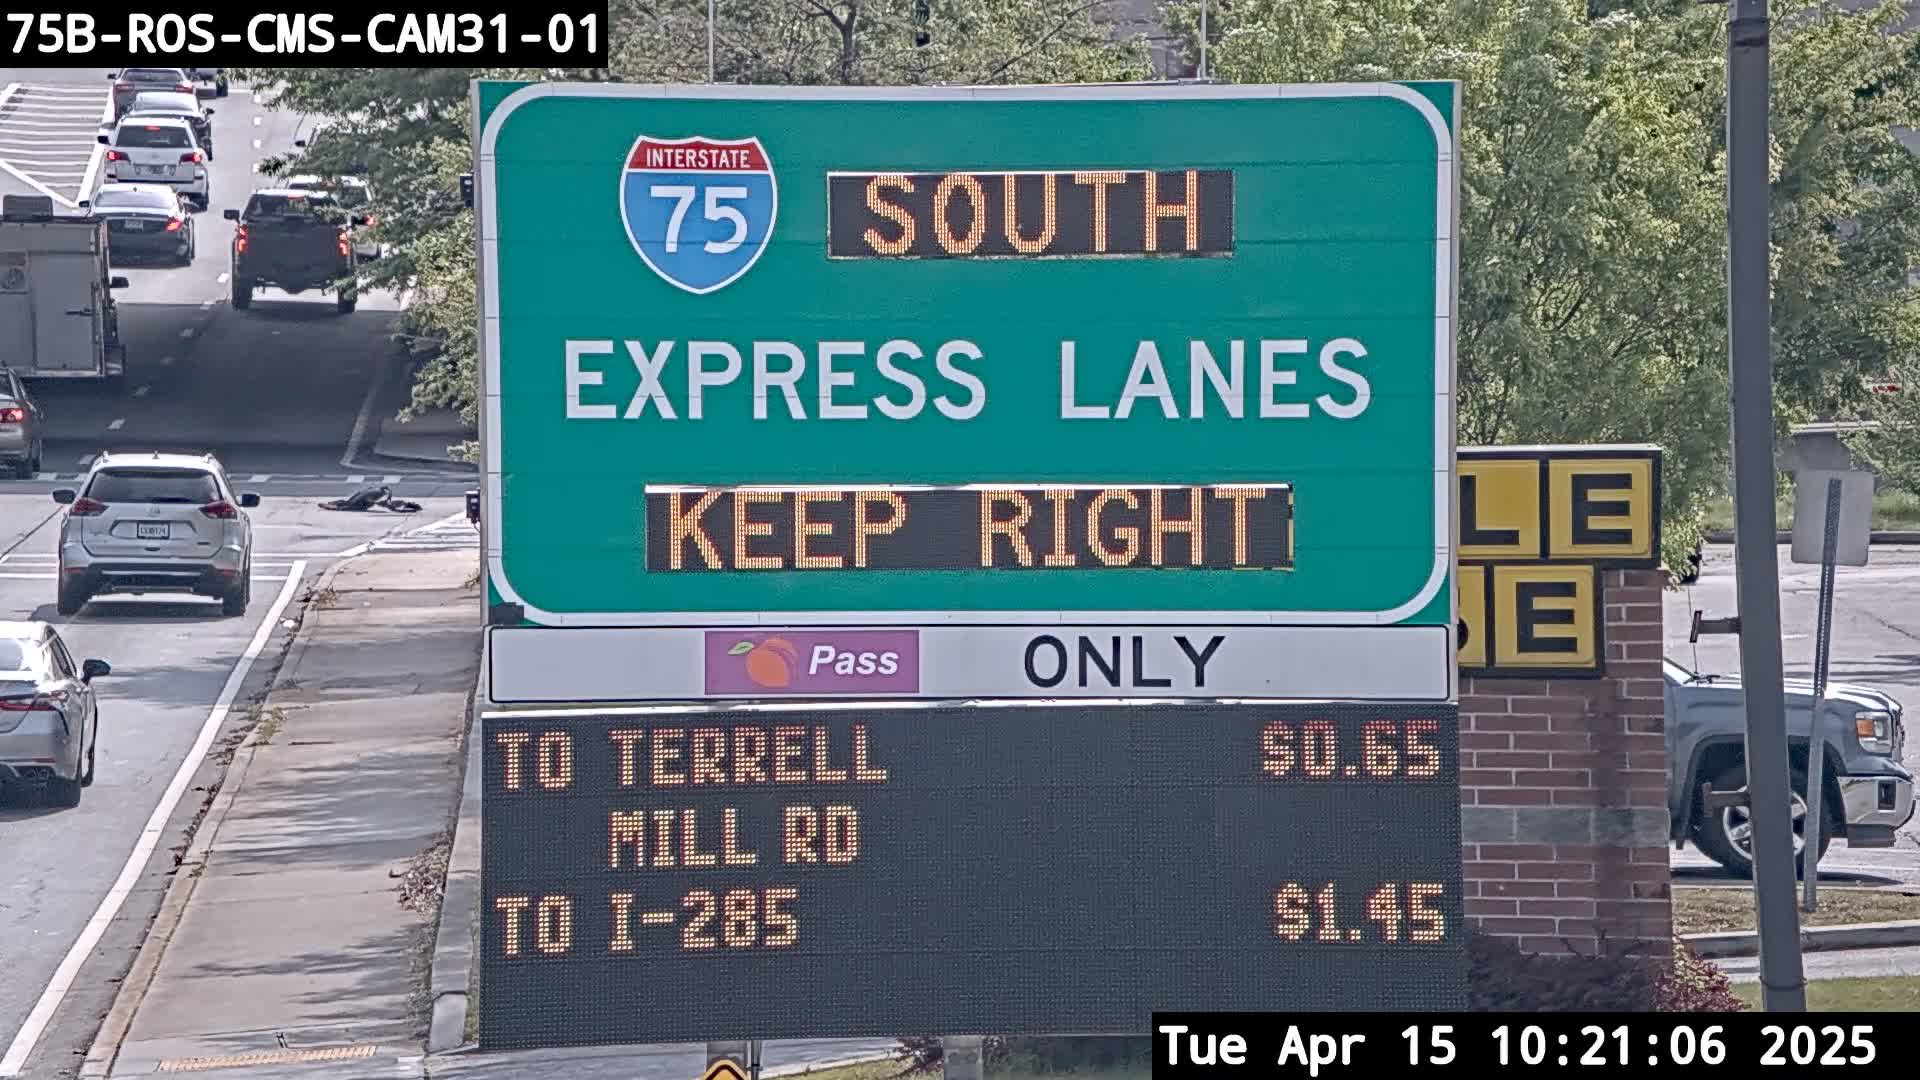 75B-ROS-CMS-CAM31-01
INTERSTATE
75
SOUTH
EXPRESS LANES
KEEP RIGHT
LE
E
Pass ONLY
TO TERRELL $0.65
MILL RD
TO I-285 $1.45
Tue Apr 15 10:21:06 2025